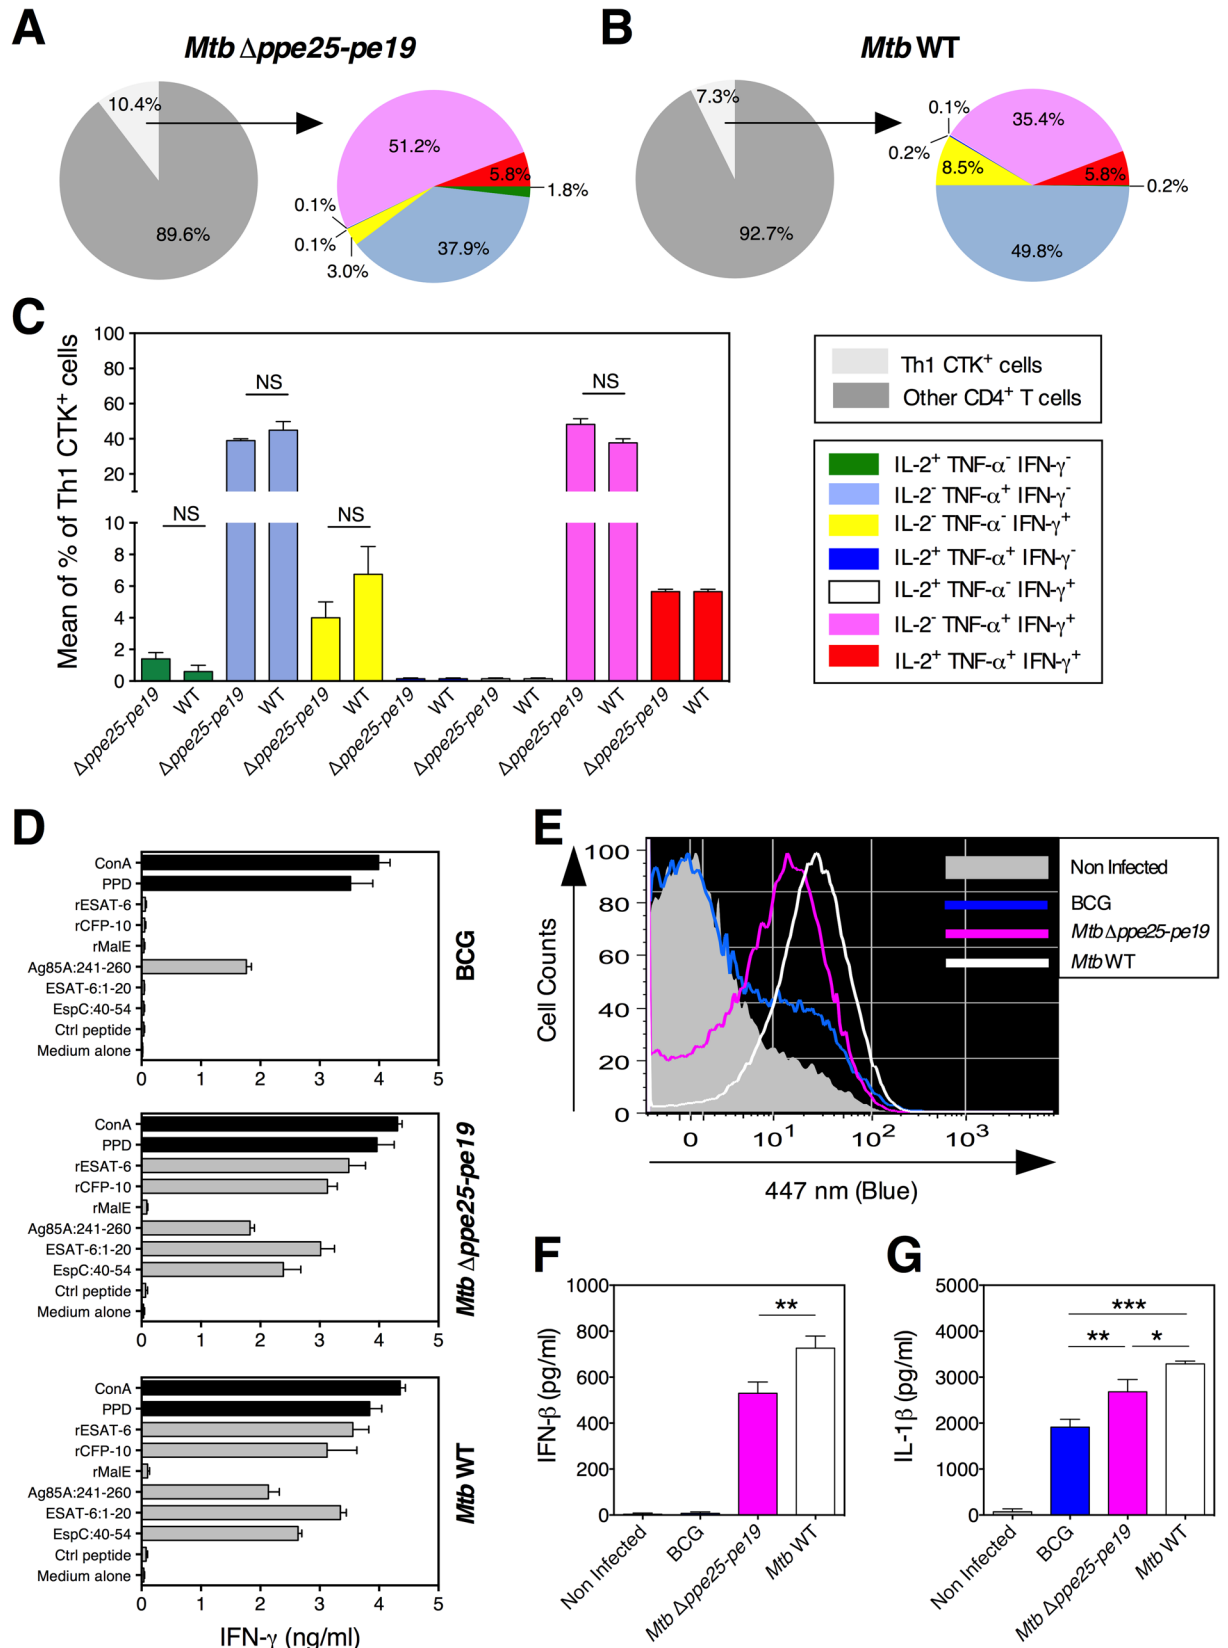 A
Mtb Δppe25-pe19
10.4%
89.6%
51.2%
5.8%
1.8%
0.1%
0.1%
3.0%
37.9%
B
Mtb WT
7.3%
92.7%
0.1%
0.2%
35.4%
8.5%
5.8%
0.2%
49.8%
C
Mean of % of Th1 CTK+ cells
100
80
60
40
20
10
8
6
4
2
0
NS
NS
NS
NS
Δppe25-pe19
WT
Δppe25-pe19
WT
Δppe25-pe19
WT
Δppe25-pe19
WT
Δppe25-pe19
WT
Δppe25-pe19
WT
Δppe25-pe19
WT
Th1 CTK+ cells
Other CD4+ T cells
IL-2+ TNF-α- IFN-γ-
IL-2- TNF-α+ IFN-γ-
IL-2- TNF-α- IFN-γ+
IL-2+ TNF-α+ IFN-γ-
IL-2+ TNF-α- IFN-γ+
IL-2- TNF-α+ IFN-γ+
IL-2+ TNF-α+ IFN-γ+
D
ConA
PPD
rESAT-6
rCFP-10
rMalE
Ag85A:241-260
ESAT-6:1-20
EspC:40-54
Ctrl peptide
Medium alone
0 1 2 3 4 5
BCG
ConA
PPD
rESAT-6
rCFP-10
rMalE
Ag85A:241-260
ESAT-6:1-20
EspC:40-54
Ctrl peptide
Medium alone
0 1 2 3 4 5
Mtb Δppe25-pe19
ConA
PPD
rESAT-6
rCFP-10
rMalE
Ag85A:241-260
ESAT-6:1-20
EspC:40-54
Ctrl peptide
Medium alone
0 1 2 3 4 5
Mtb WT
IFN-γ (ng/ml)
E
Cell Counts
100
80
60
40
20
0
0 10^1 10^2 10^3
447 nm (Blue)
Non Infected
BCG
Mtb Δppe25-pe19
Mtb WT
F
IFN-β (pg/ml)
1000
800
600
400
200
0
**
Non Infected
BCG
Mtb Δppe25-pe19
Mtb WT
G
IL-1β (pg/ml)
5000
4000
3000
2000
1000
0
***
** *
Non Infected
BCG
Mtb Δppe25-pe19
Mtb WT